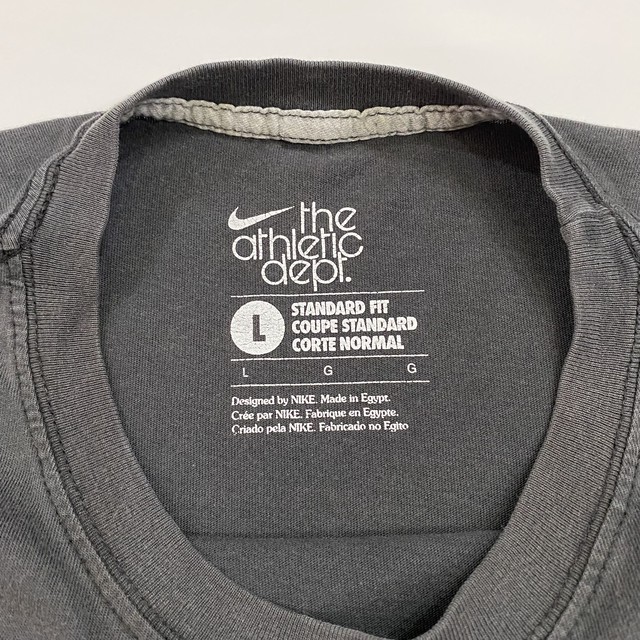 the
athletic
dept.
L
STANDARD FIT
COUPE STANDARD
CORTE NORMAL
L G G
Designed by NIKE. Made in Egypt.
Crée par NIKE. Fabrique en Egypte.
Criado pela NIKE. Fabricado no Egito